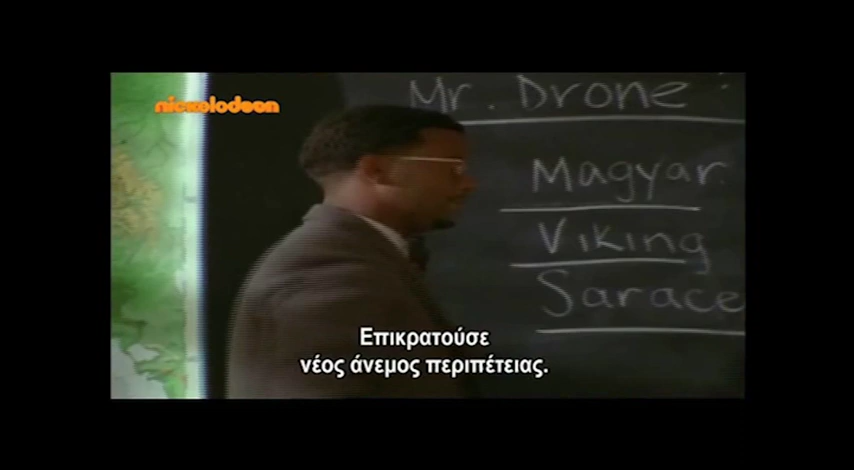 nickelodeon
Mr. Drone :
Magyar
Viking
Sarace
Επικρατούσε
νέος άνεμος περιπέτειας.